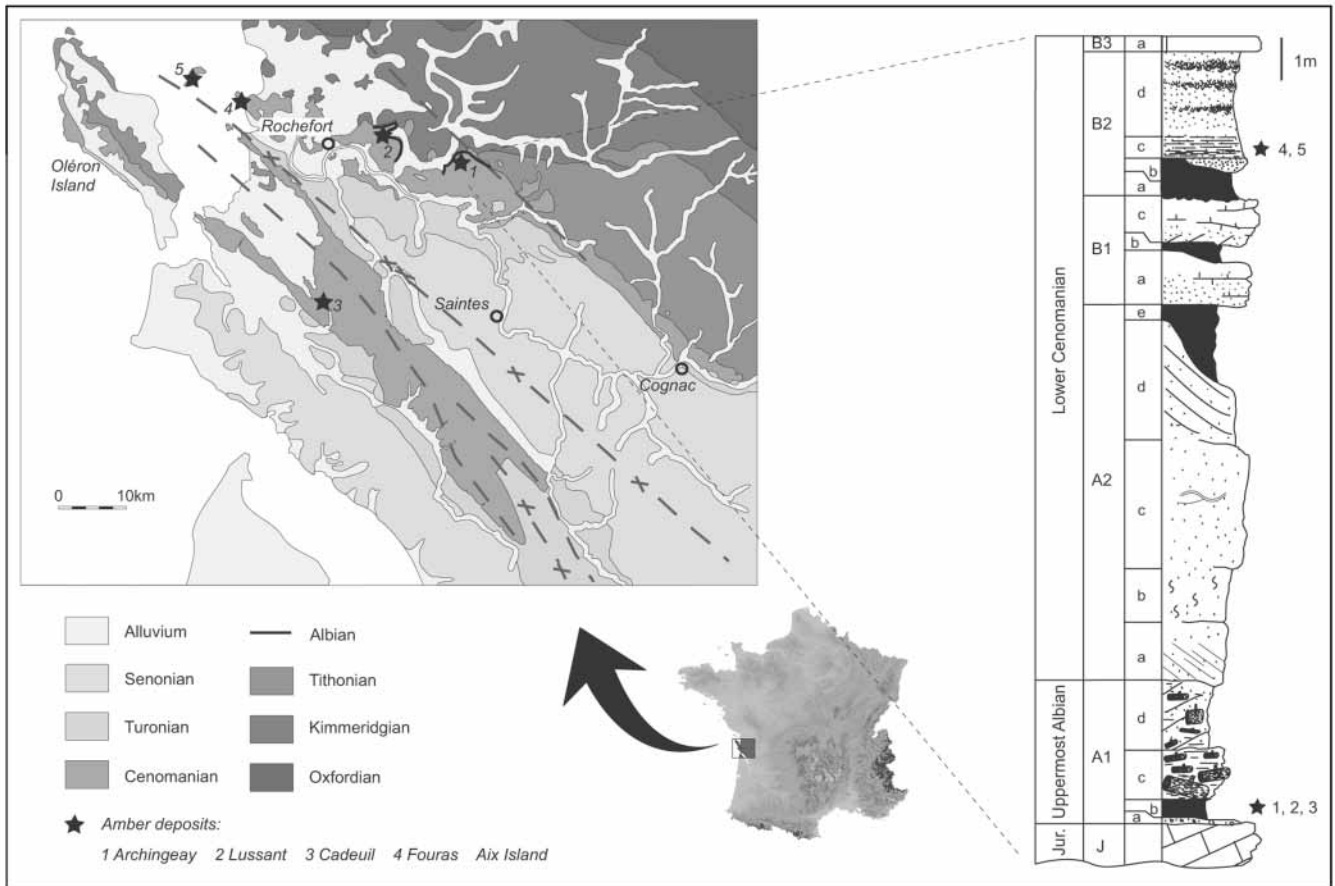 5
4
Rochefort
2
1
Oléron
Island
3
Saintes
Cognac
0 10km
Alluvium
Senonian
Turonian
Cenomanian
Albian
Tithonian
Kimmeridgian
Oxfordian
Amber deposits:
1 Archingeay 2 Lussant 3 Cadeuil 4 Fouras Aix Island
Lower Cenomanian
Uppermost Albian
Jur.
B3
B2
B1
A2
A1
J
a
d
c
b
a
c
b
a
e
d
c
b
a
d
c
b
a
1m
4, 5
1, 2, 3